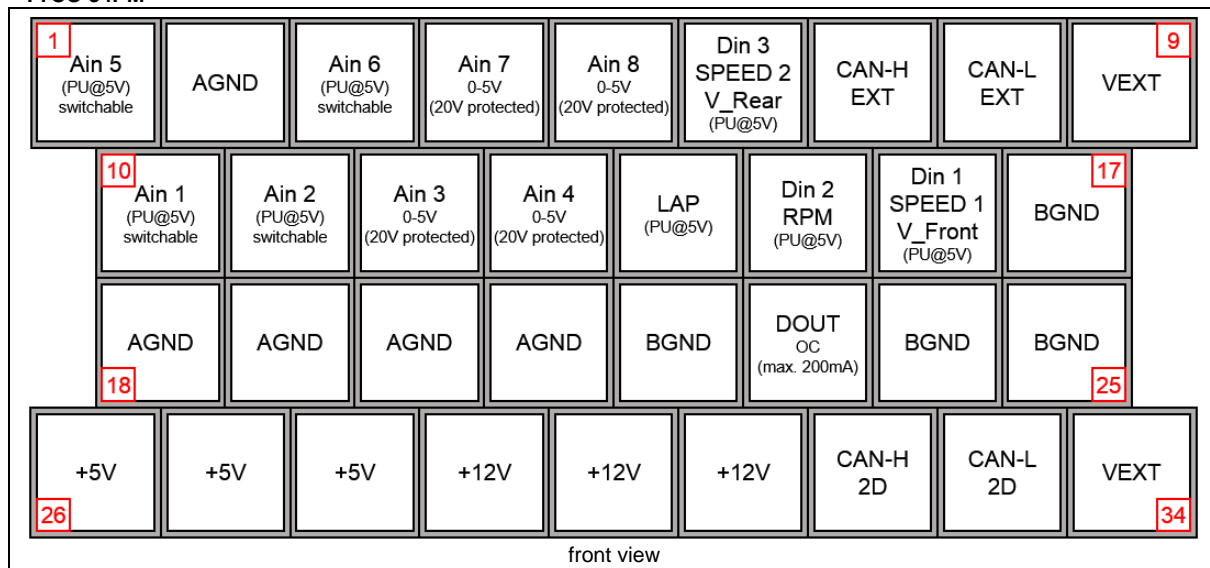 1
Ain 5
(PU@5V)
switchable
AGND
Ain 6
(PU@5V)
switchable
Ain 7
0-5V
(20V protected)
Ain 8
0-5V
(20V protected)
Din 3
SPEED 2
V_Rear
(PU@5V)
CAN-H
EXT
CAN-L
EXT
9
VEXT
10
Ain 1
(PU@5V)
switchable
Ain 2
(PU@5V)
switchable
Ain 3
0-5V
(20V protected)
Ain 4
0-5V
(20V protected)
LAP
(PU@5V)
Din 2
RPM
(PU@5V)
Din 1
SPEED 1
V_Front
(PU@5V)
17
BGND
AGND
18
AGND
AGND
AGND
BGND
DOUT
OC
(max. 200mA)
BGND
BGND
25
+5V
26
+5V
+5V
+12V
+12V
+12V
CAN-H
2D
CAN-L
2D
VEXT
34
front view